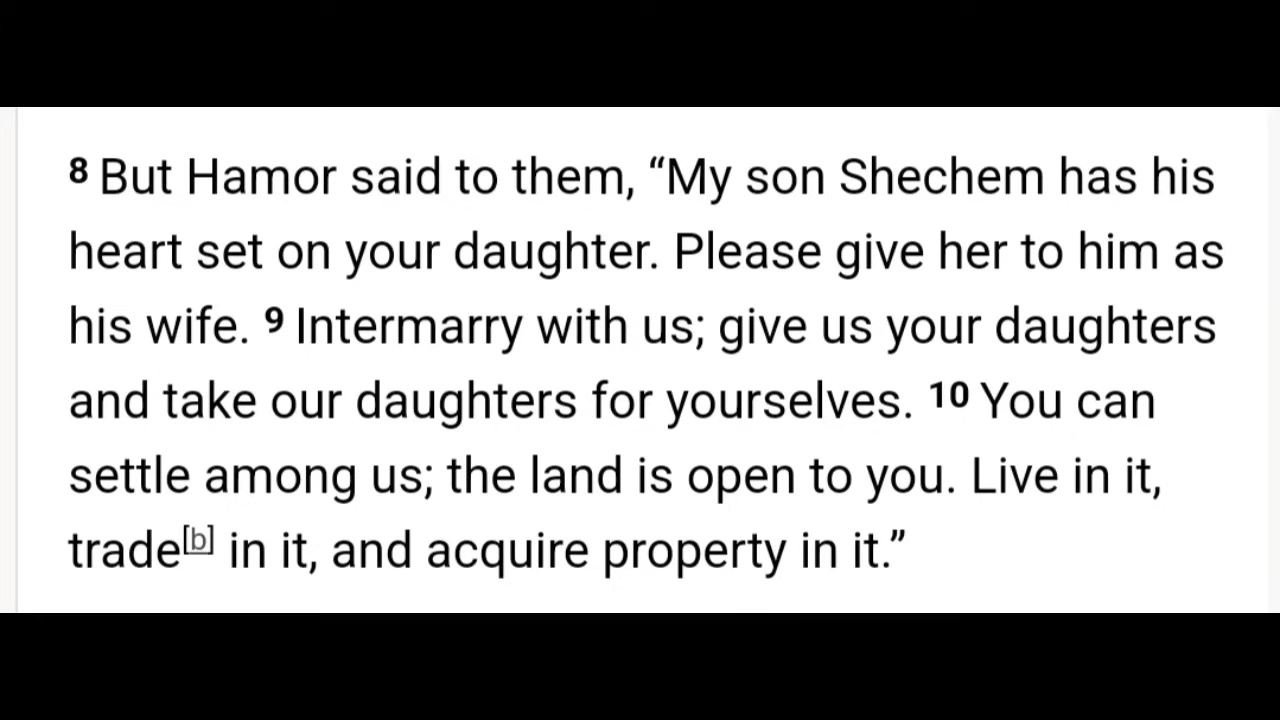 8 But Hamor said to them, “My son Shechem has his
heart set on your daughter. Please give her to him as
his wife. 9 Intermarry with us; give us your daughters
and take our daughters for yourselves. 10 You can
settle among us; the land is open to you. Live in it,
trade[b] in it, and acquire property in it.”